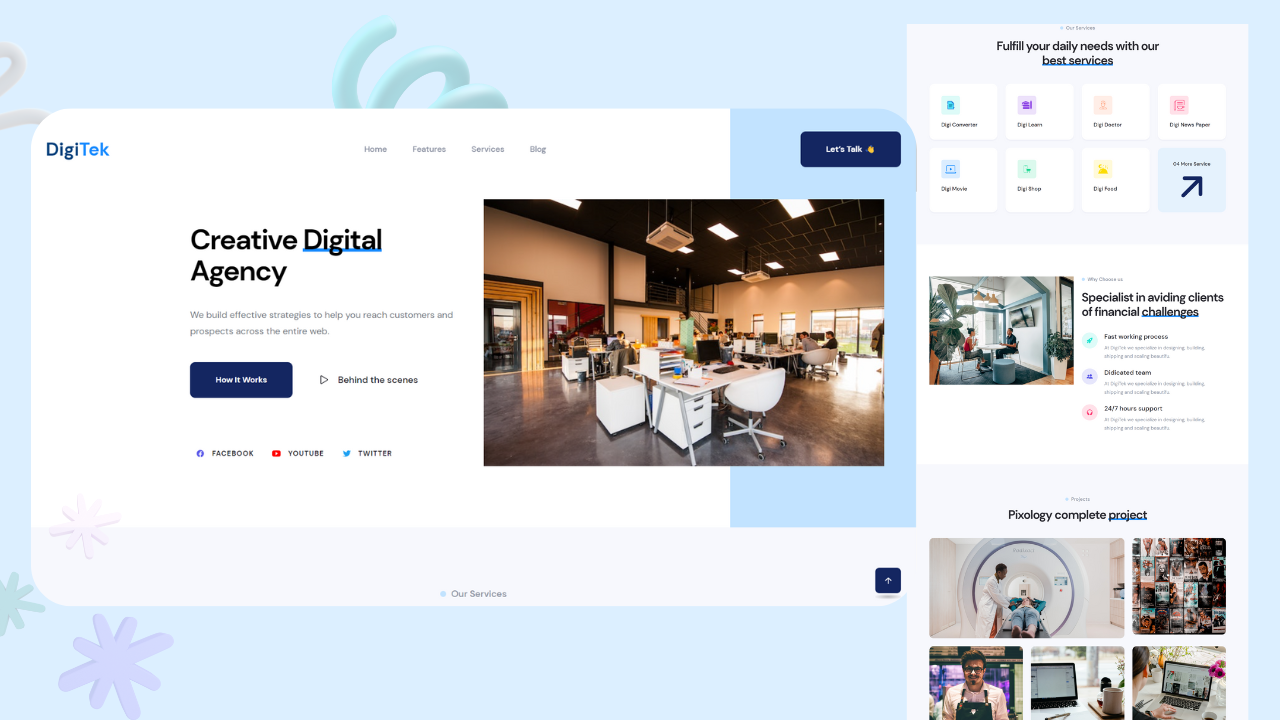 DigiTek
Home Features Services Blog
Let's Talk 👋
Creative Digital
Agency
We build effective strategies to help you reach customers and
prospects across the entire web.
How It Works
Behind the scenes
FACEBOOK YOUTUBE TWITTER
Our Services
Our Services
Fulfill your daily needs with our
best services
Digi Converter
Digi Learn
Digi Doctor
Digi News Paper
Digi Movie
Digi Shop
Digi Food
04 More Service
Why Choose us
Specialist in aviding clients
of financial challenges
Fast working process
At DigiTek we specialize in designing, building,
shipping and scaling beautiful,
Didicated team
At DigiTek we specialize in designing, building,
shipping and scaling beautiful,
24/7 hours support
At DigiTek we specialize in designing, building,
shipping and scaling beautiful,
Projects
Pixology complete project